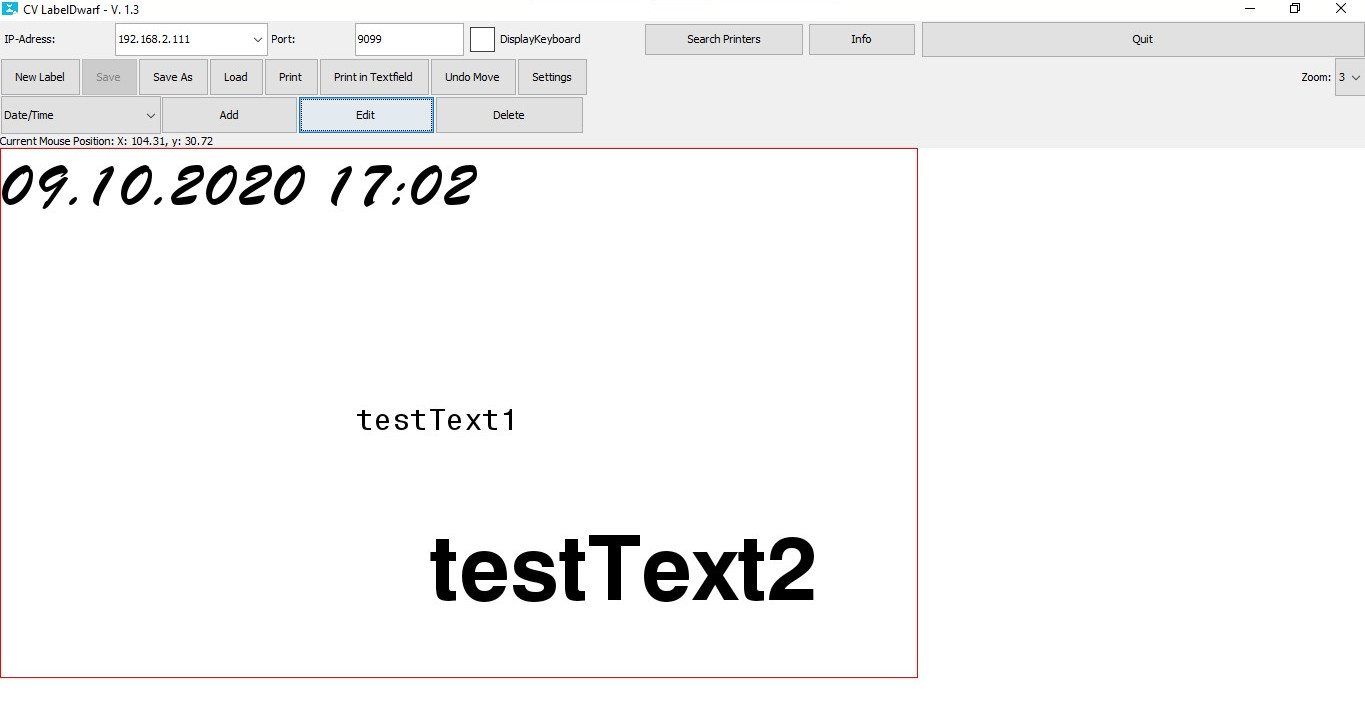 CV LabelDwarf - V. 1.3
IP-Adress: 192.168.2.111 Port: 9099 DisplayKeyboard Search Printers Info Quit
New Label Save Save As Load Print Print in Textfield Undo Move Settings Zoom: 3
Date/Time Add Edit Delete
Current Mouse Position: X: 104.31, y: 30.72
09.10.2020 17:02
testText1
testText2